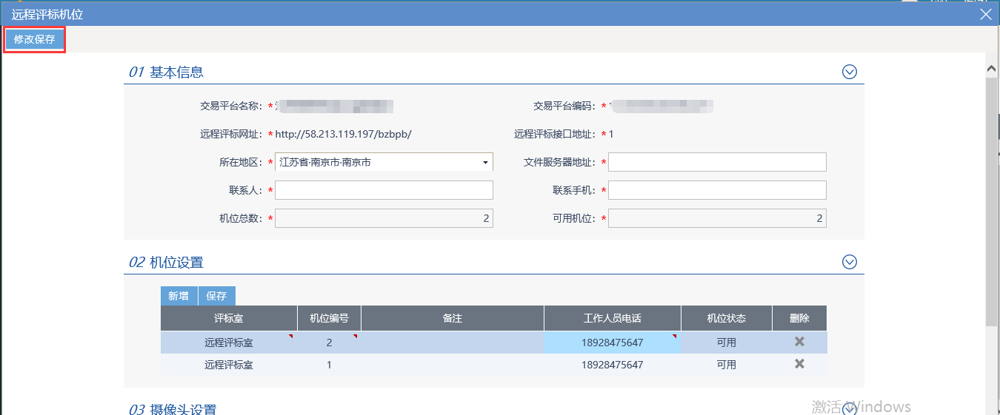 远程评标机位
修改保存
01 基本信息
交易平台名称：*
交易平台编码：*
远程评标网址：* http://58.213.119.197/bzbpb/
远程评标接口地址：* 1
所在地区：* 江苏省·南京市·南京市
文件服务器地址：*
联系人：*
联系手机：*
机位总数：* 2
可用机位：* 2
02 机位设置
新增 保存
评标室 机位编号 备注 工作人员电话 机位状态 删除
远程评标室 2 18928475647 可用
远程评标室 1 18928475647 可用
03 摄像头设置
激活 Windows